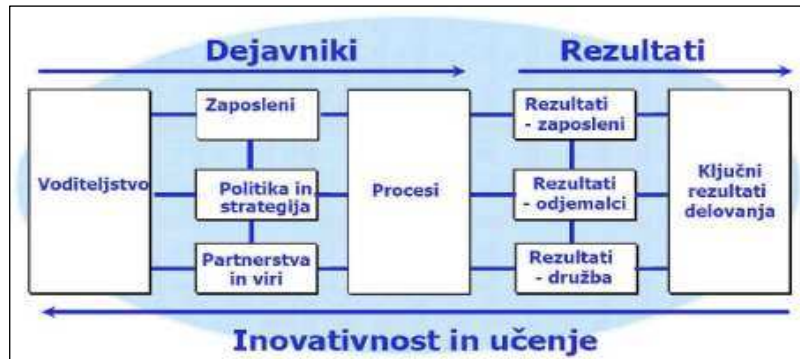 Dejavniki
Rezultati
Voditeljstvo
Zaposleni
Politika in
strategija
Partnerstva
in viri
Procesi
Rezultati
- zaposleni
Rezultati
- odjemalci
Rezultati
- družba
Ključni
rezultati
delovanja
Inovativnost in učenje